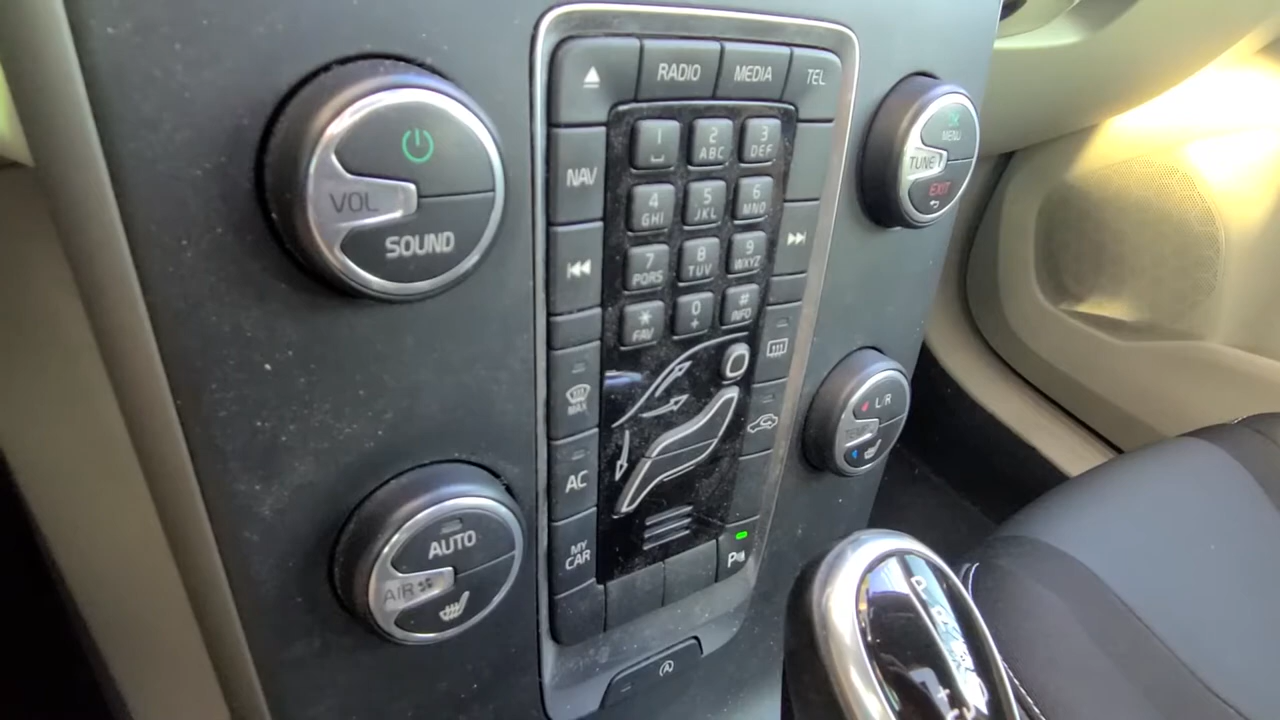 RADIO
MEDIA
TEL
VOL
SOUND
NAV
1
2
ABC
3
DEF
4
GHI
5
JKL
6
MNO
7
PQRS
8
TUV
9
WXYZ
*
FAV
0
+
#
INFO
MENU
TUNE
EXIT
MAX
AC
MY
CAR
AUTO
AIR
L/R
P
A
P
R